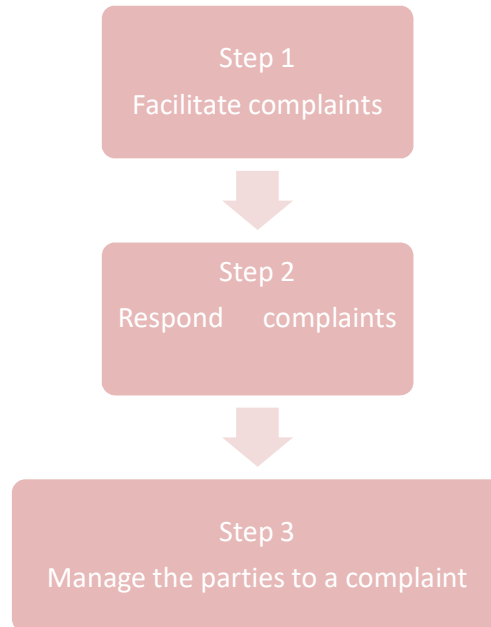 Step 1
Facilitate complaints
Step 2
Respond complaints
Step 3
Manage the parties to a complaint